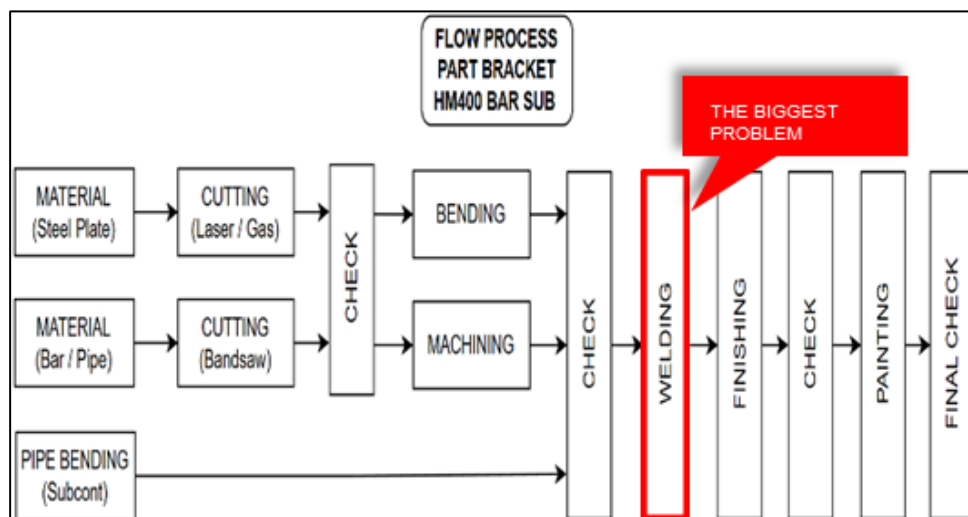 FLOW PROCESS
PART BRACKET
HM400 BAR SUB
THE BIGGEST
PROBLEM
MATERIAL
(Steel Plate)
CUTTING
(Laser / Gas)
CHECK
BENDING
MATERIAL
(Bar / Pipe)
CUTTING
(Bandsaw)
MACHINING
PIPE BENDING
(Subcont)
CHECK
WELDING
FINISHING
CHECK
PAINTING
FINAL CHECK